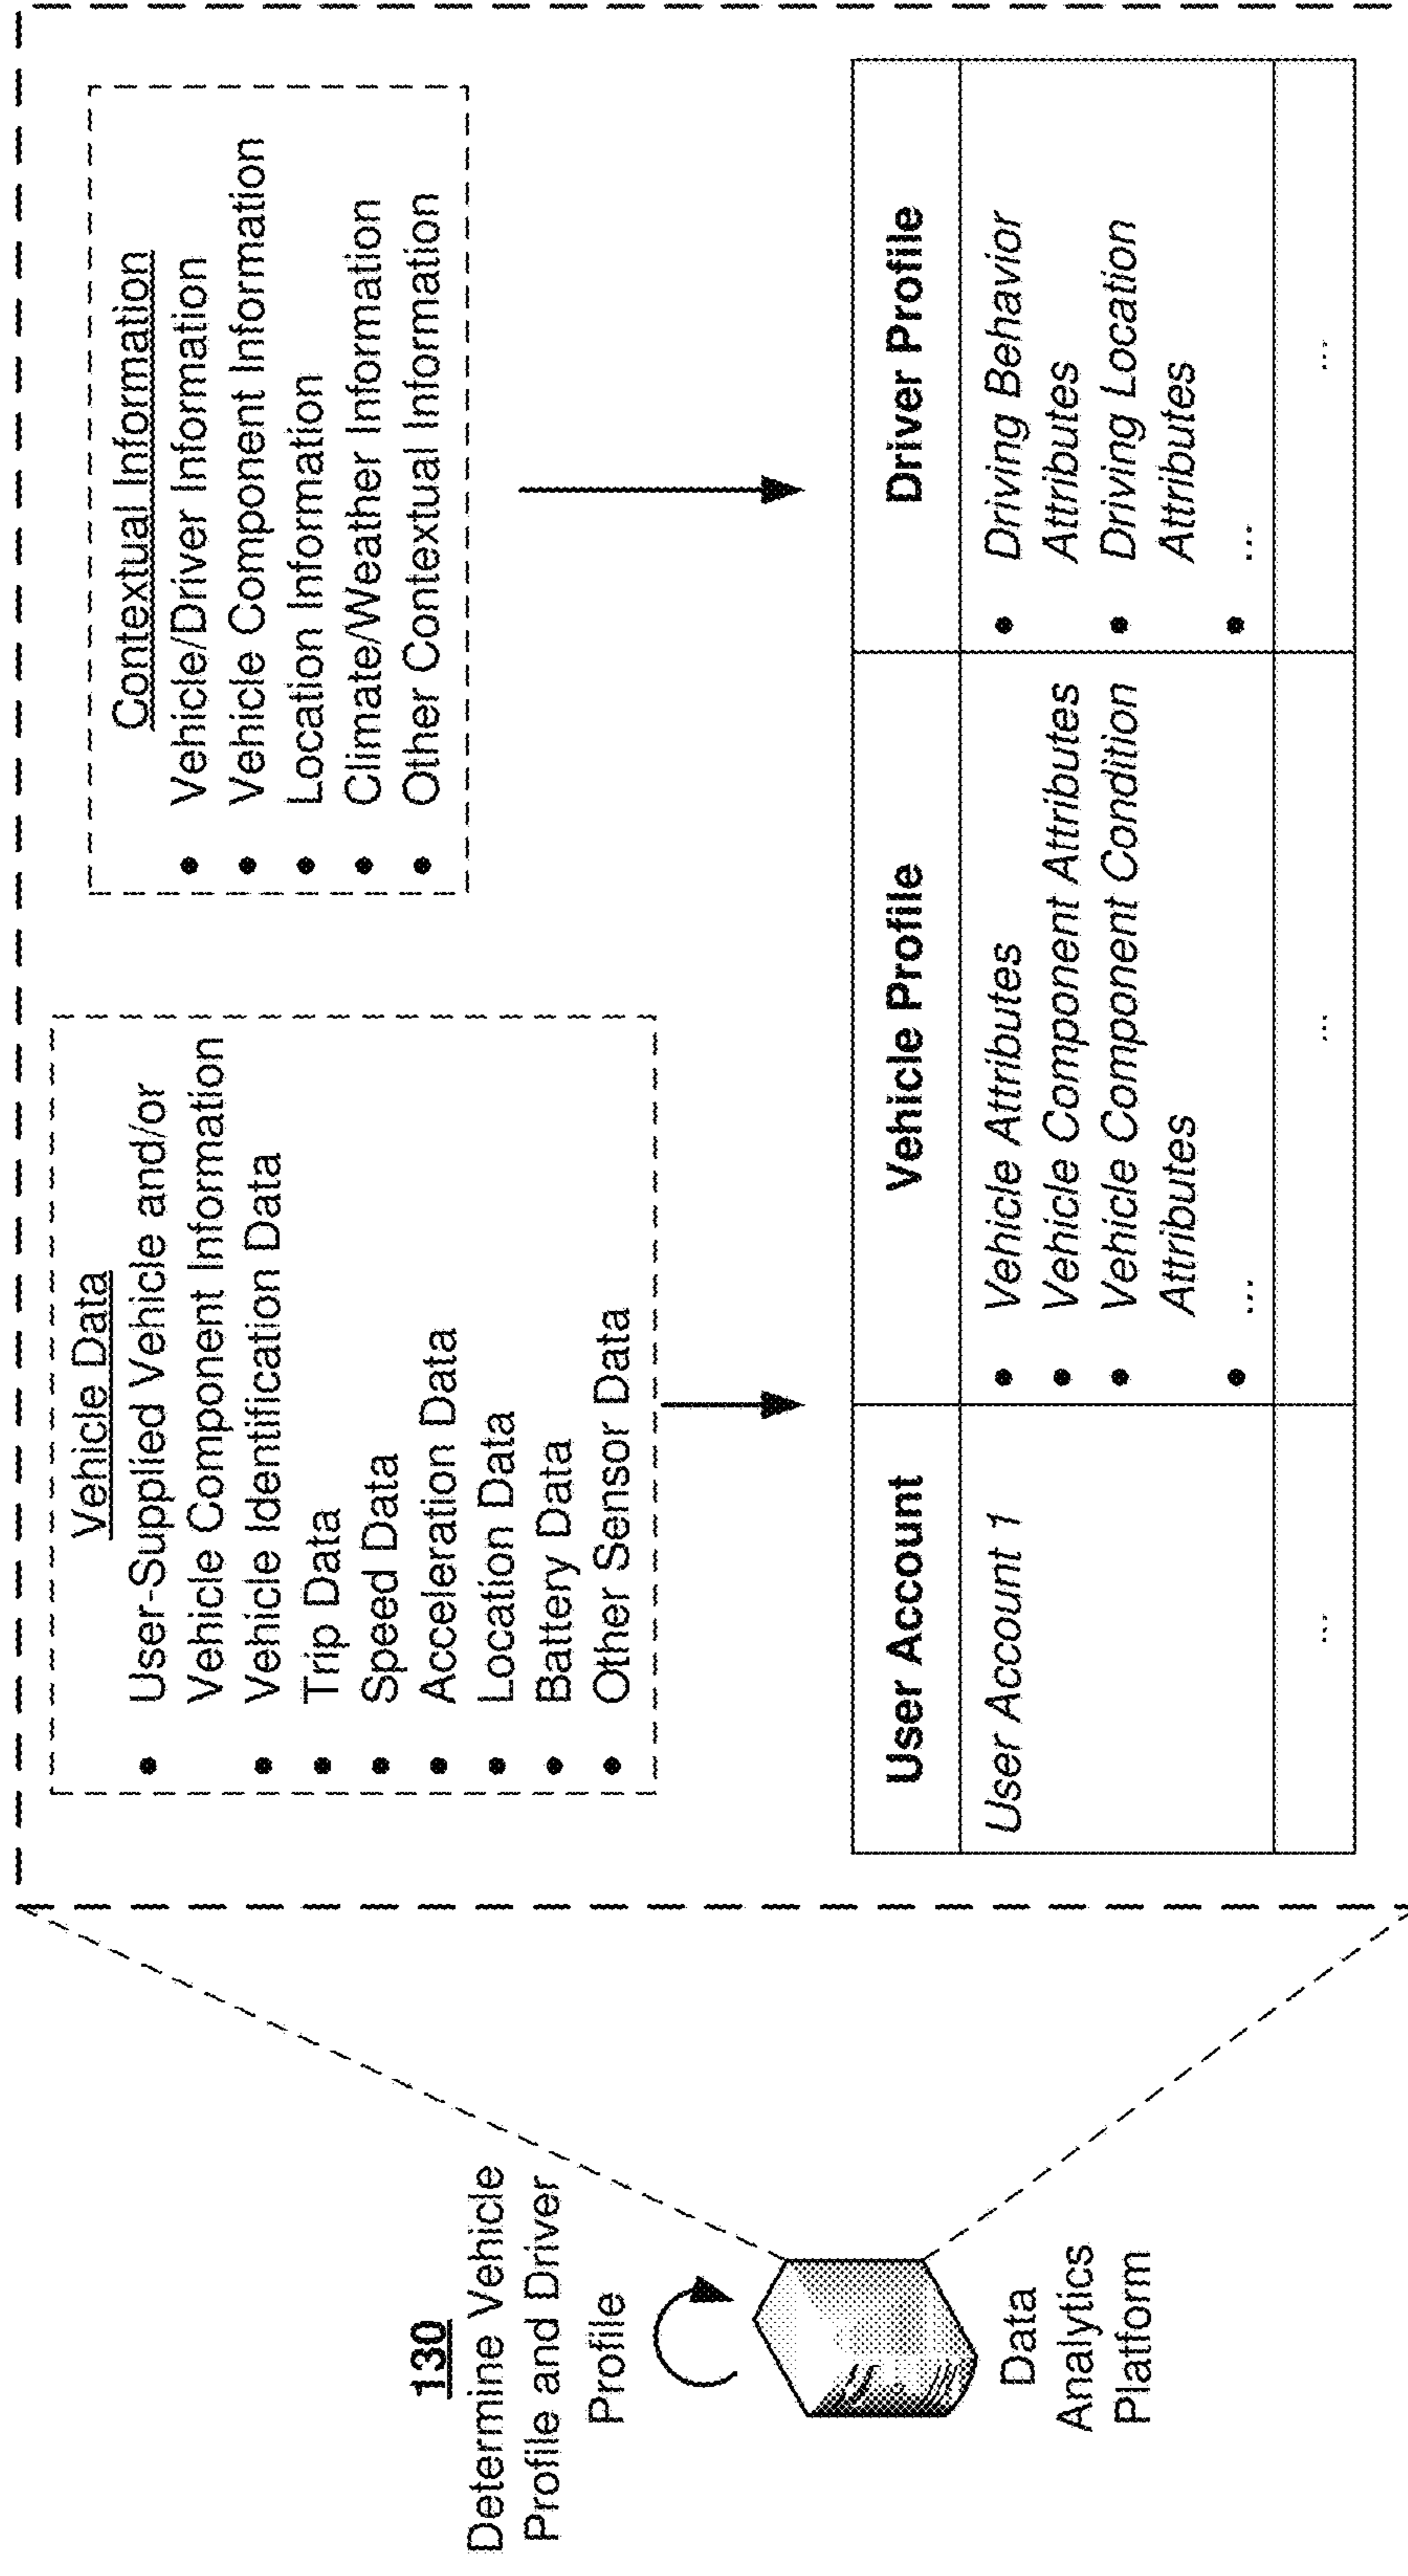 130
Determine Vehicle
Profile and Driver
Profile
Data
Analytics
Platform
Vehicle Data
• User-Supplied Vehicle and/or
Vehicle Component Information
• Vehicle Identification Data
• Trip Data
• Speed Data
• Acceleration Data
• Location Data
• Battery Data
• Other Sensor Data
Contextual Information
• Vehicle/Driver Information
• Vehicle Component Information
• Location Information
• Climate/Weather Information
• Other Contextual Information
User Account
Vehicle Profile
Driver Profile
User Account 1
• Vehicle Attributes
• Vehicle Component Attributes
• Vehicle Component Condition
Attributes
• ...
• Driving Behavior
Attributes
• Driving Location
Attributes
• ...
...
...
...